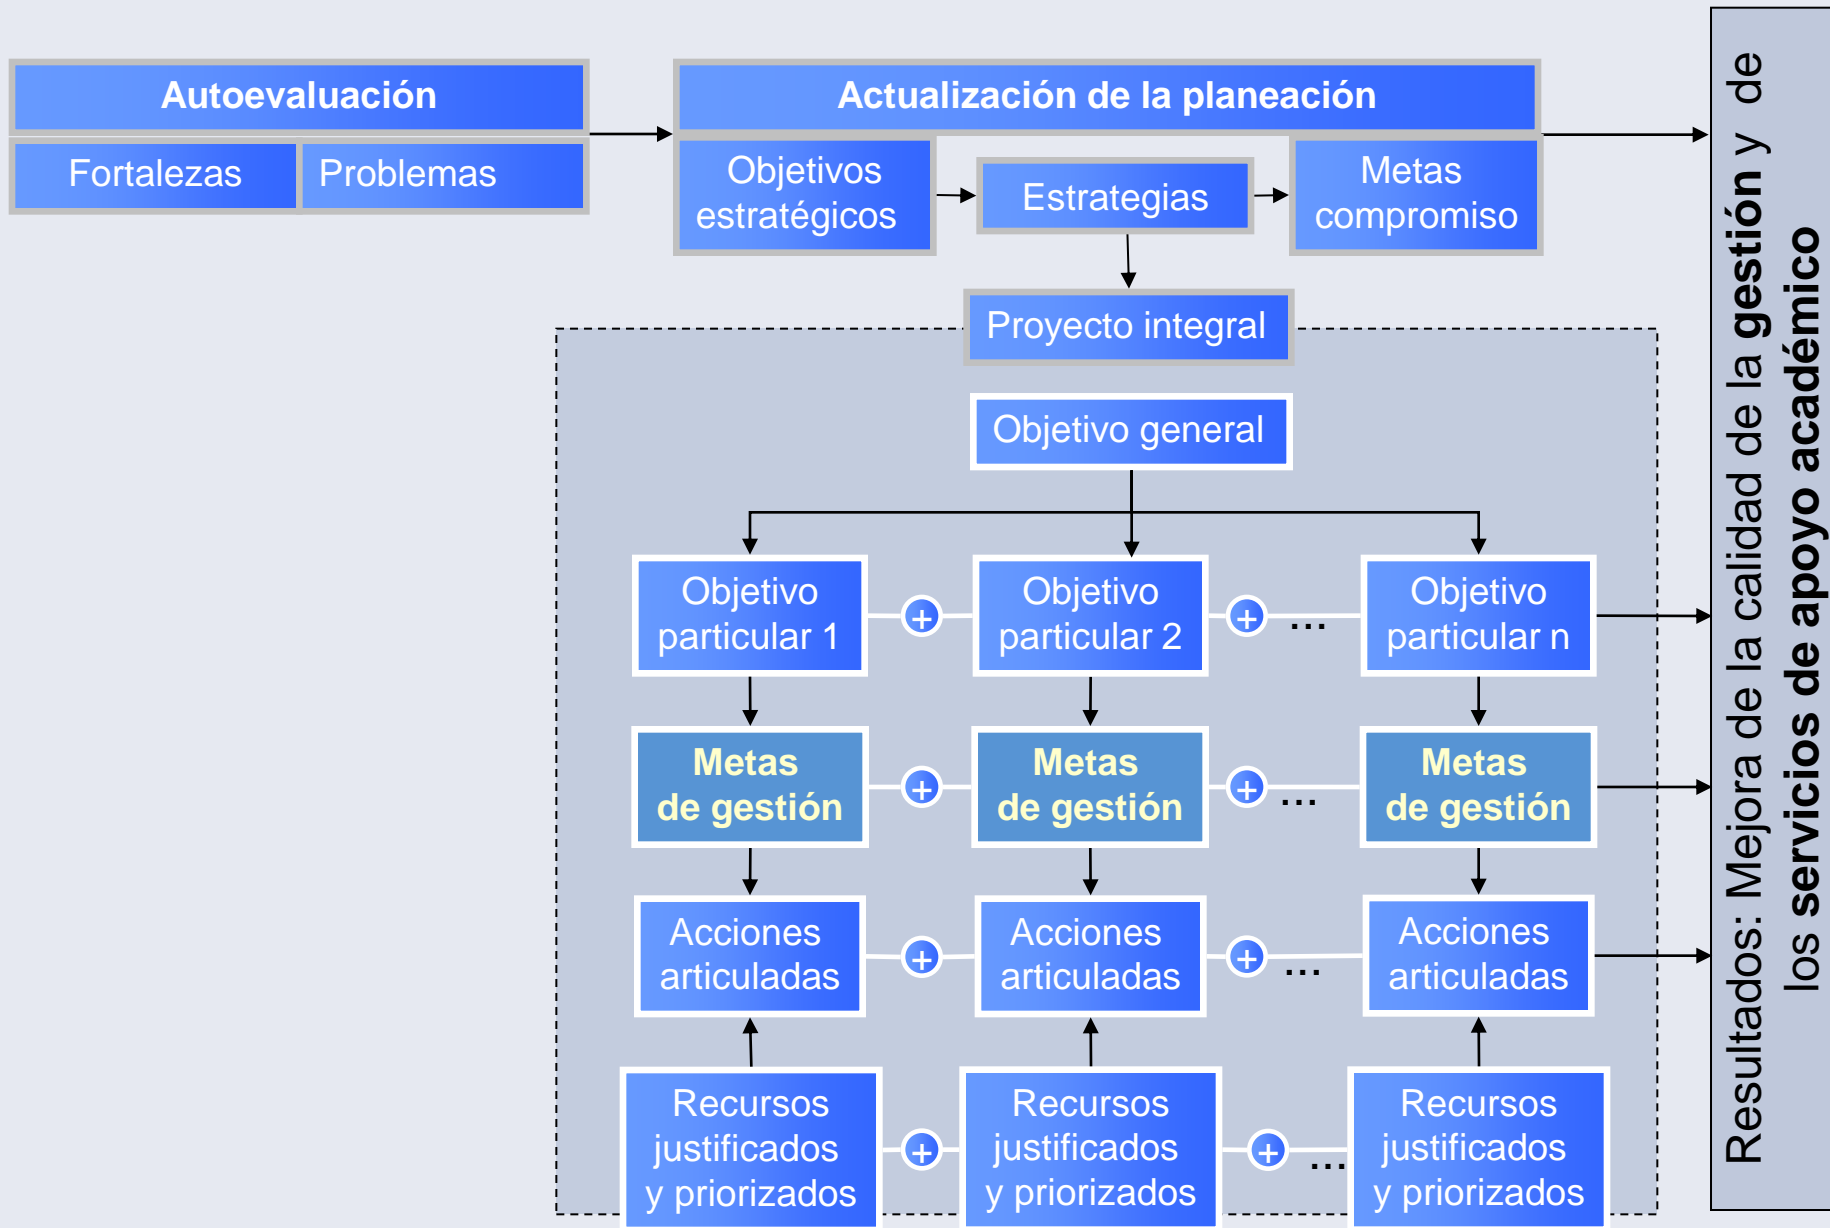 Autoevaluación
Fortalezas
Problemas
Actualización de la planeación
Objetivos
estratégicos
Estrategias
Metas
compromiso
Proyecto integral
Objetivo general
Objetivo
particular 1
+
Objetivo
particular 2
+
...
Objetivo
particular n
Metas
de gestión
+
Metas
de gestión
+
...
Metas
de gestión
Acciones
articuladas
+
Acciones
articuladas
+
...
Acciones
articuladas
Recursos
justificados
y priorizados
+
Recursos
justificados
y priorizados
+
...
Recursos
justificados
y priorizados
Resultados: Mejora de la calidad de la gestión y de
los servicios de apoyo académico